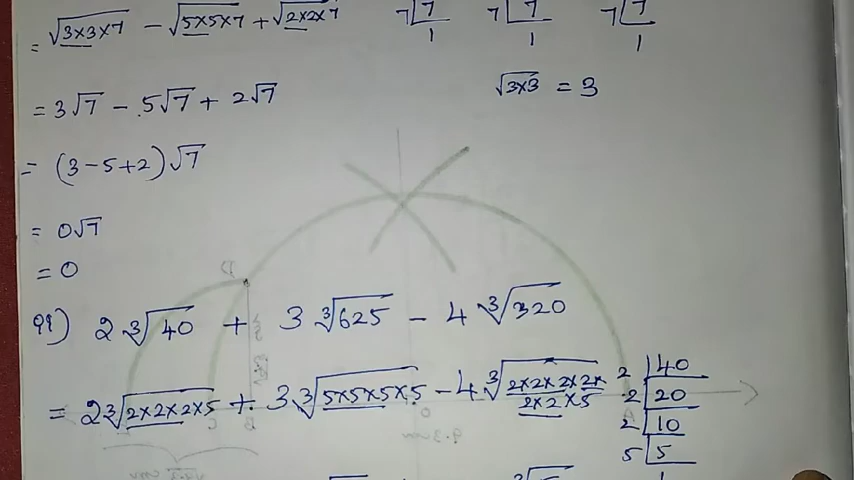 = √3×3×7 − √5×5×7 + √2×2×7
7 | 7
1
7 | 7
1
7 | 7
1
= 3√7 − 5√7 + 2√7
√3×3 = 3
= (3−5+2)√7
= 0√7
= 0
2 ∛40 + 3 ∛625 − 4 ∛320
= 2∛2×2×2×5 + 3∛5×5×5×5 − 4∛2×2×2×2×
2×2×5
2 | 40
2 | 20
2 | 10
5 | 5
1